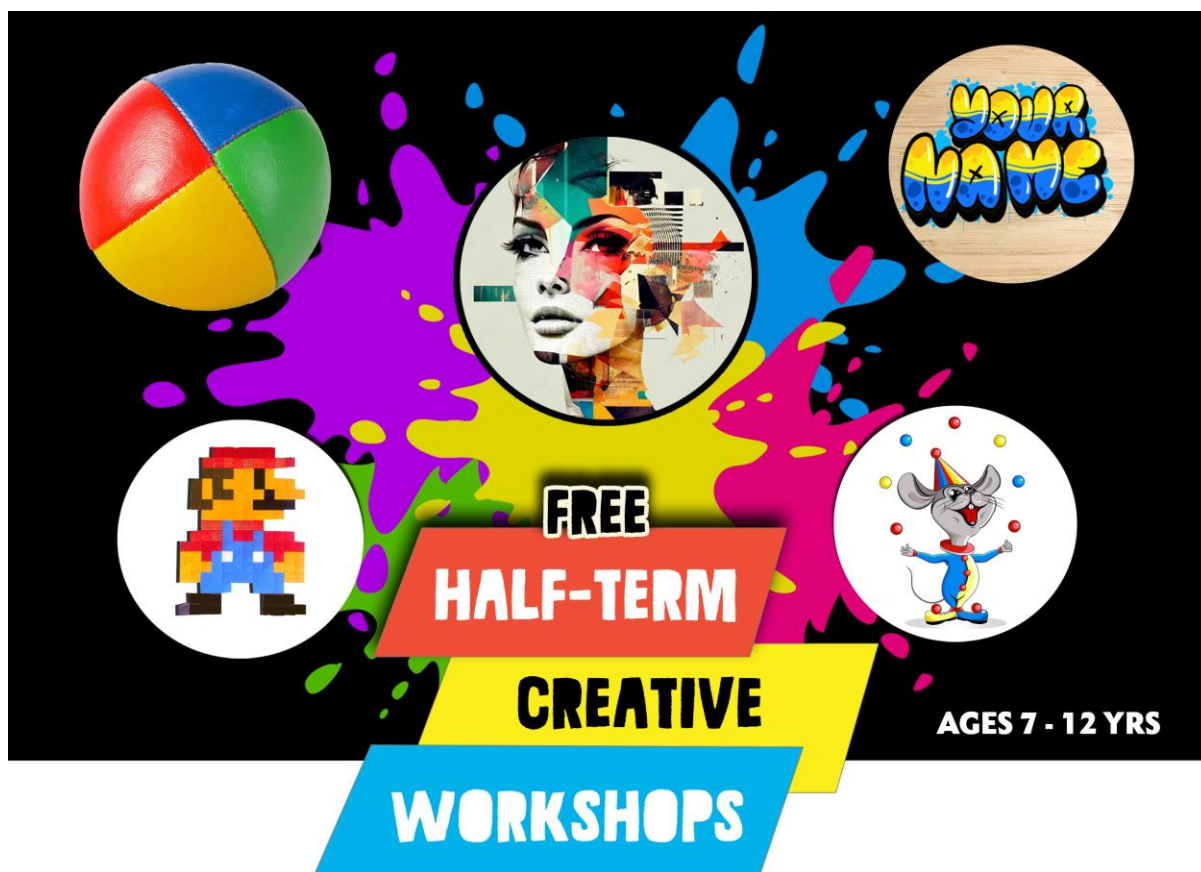 YOUR
NAME
FREE
HALF-TERM
CREATIVE
AGES 7 - 12 YRS
WORKSHOPS